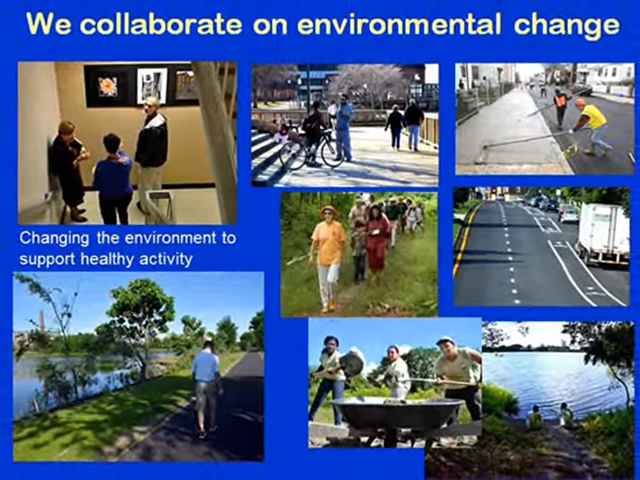 We collaborate on environmental change
Changing the environment to
support healthy activity